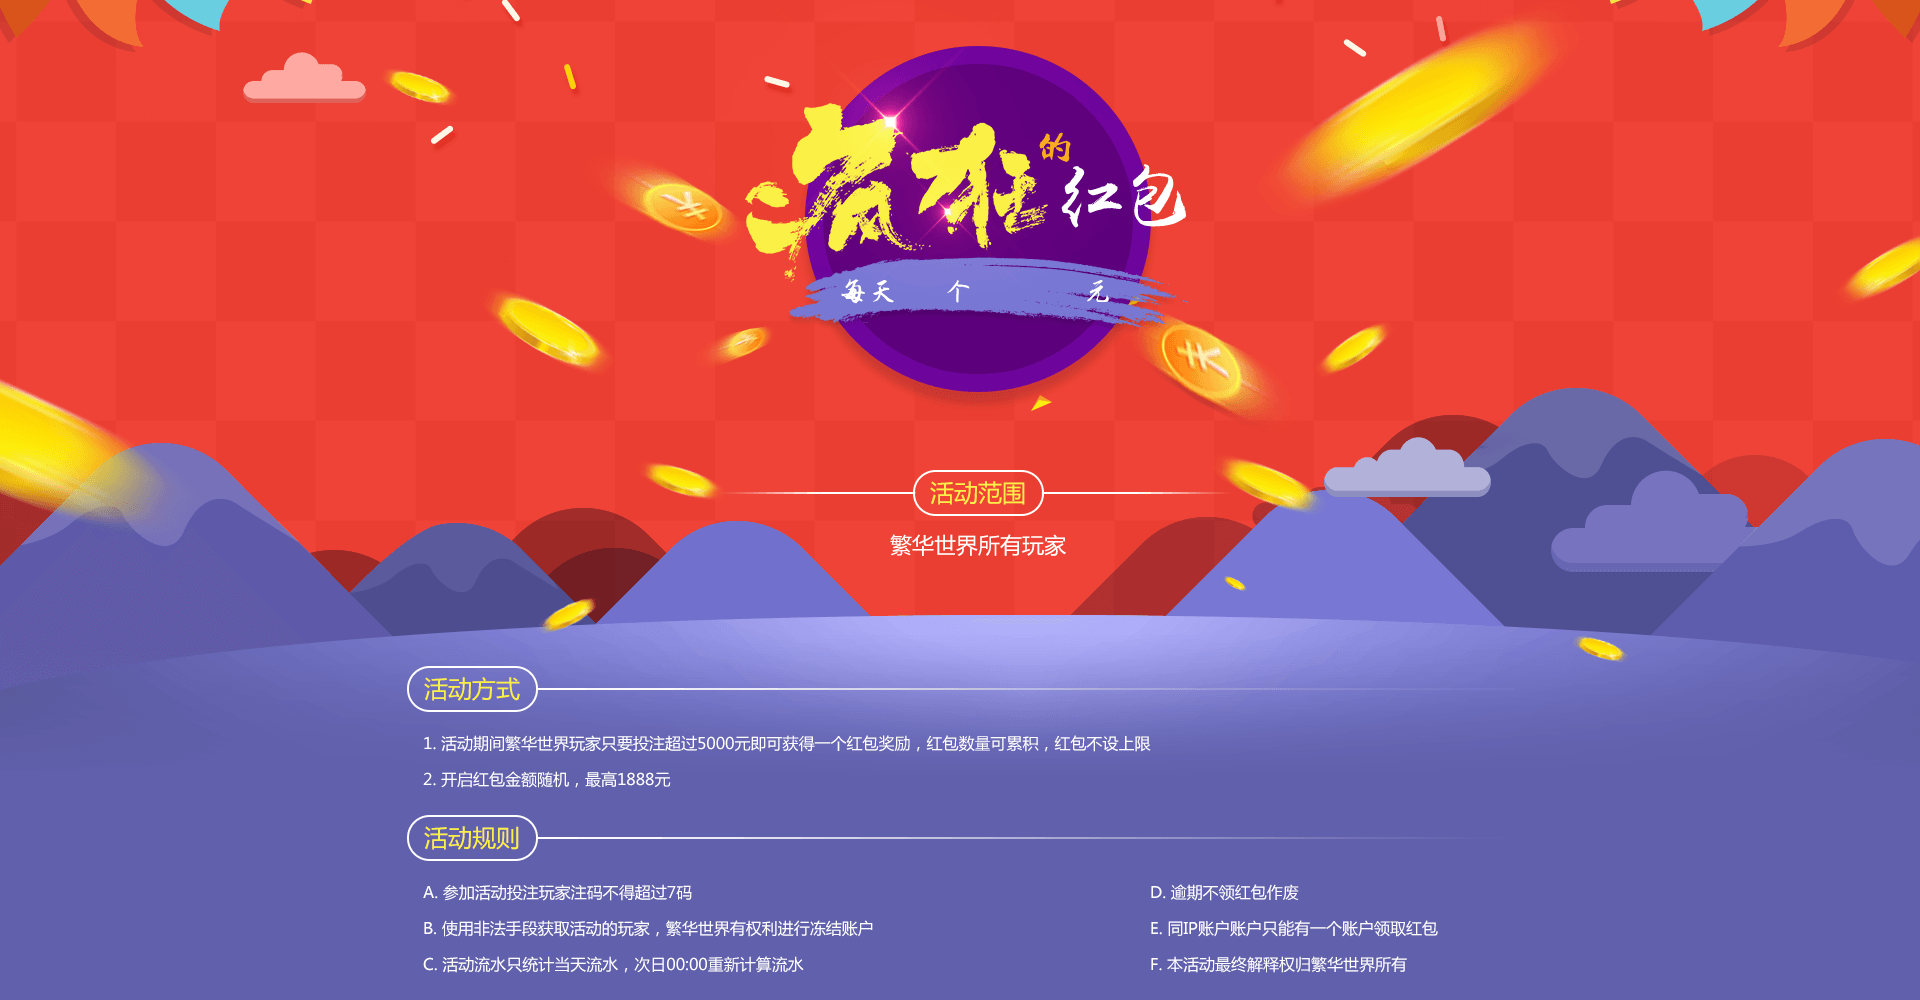 疯狂的红包
每天 个 元
活动范围
繁华世界所有玩家
活动方式
1. 活动期间繁华世界玩家只要投注超过5000元即可获得一个红包奖励，红包数量可累积，红包不设上限
2. 开启红包金额随机，最高1888元
活动规则
A. 参加活动投注玩家注码不得超过7码
B. 使用非法手段获取活动的玩家，繁华世界有权利进行冻结账户
C. 活动流水只统计当天流水，次日00:00重新计算流水
D. 逾期不领红包作废
E. 同IP账户账户只能有一个账户领取红包
F. 本活动最终解释权归繁华世界所有